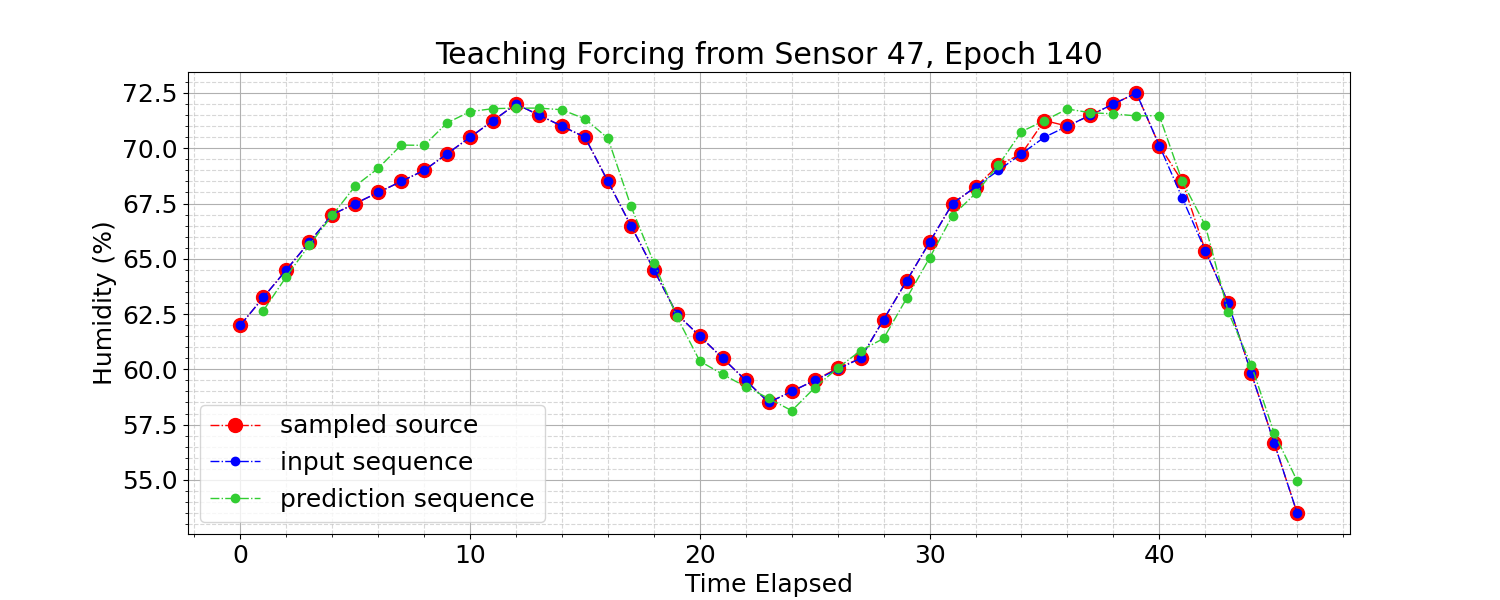 Teaching Forcing from Sensor 47, Epoch 140
Humidity (%)
72.5
70.0
67.5
65.0
62.5
60.0
57.5
55.0
sampled source
input sequence
prediction sequence
0 10 20 30 40
Time Elapsed